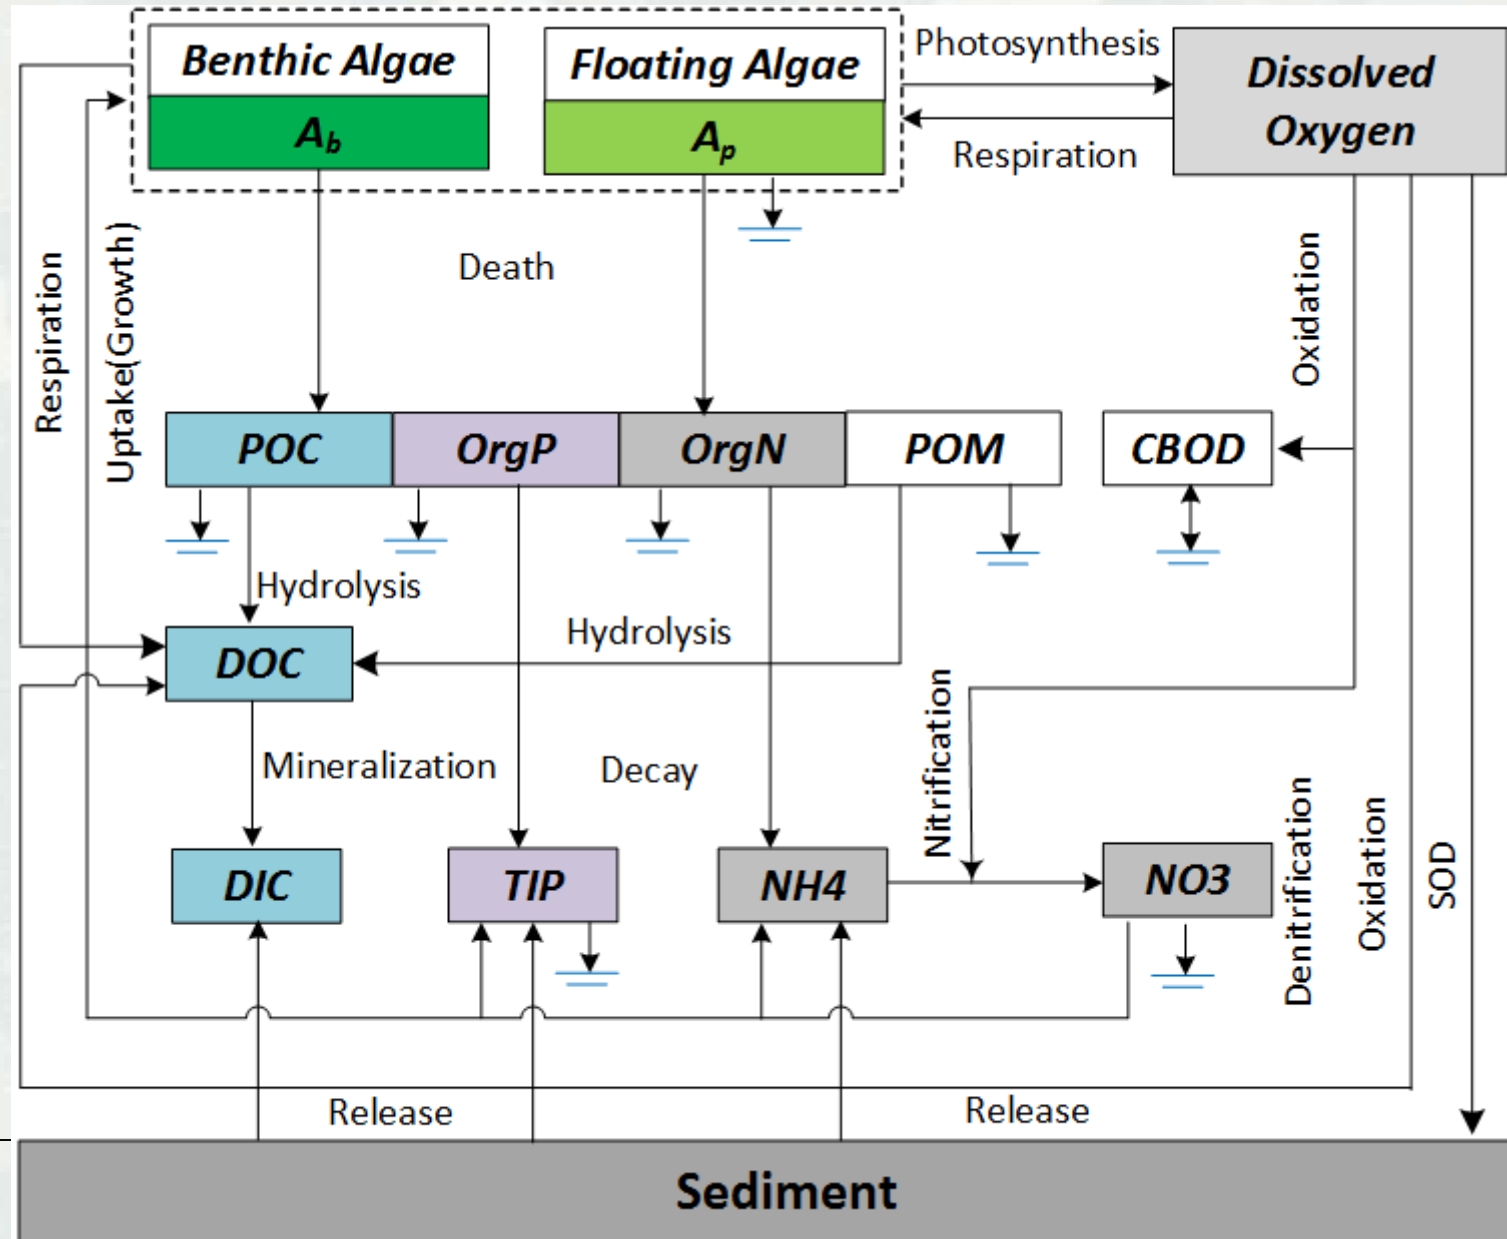 Benthic Algae
Ab
Floating Algae
Ap
Photosynthesis
Respiration
Dissolved
Oxygen
Respiration
Uptake(Growth)
Death
Oxidation
POC
OrgP
OrgN
POM
CBOD
Hydrolysis
Hydrolysis
DOC
Mineralization
Decay
Nitrification
DIC
TIP
NH4
NO3
Denitrification
Oxidation
SOD
Release
Release
Sediment